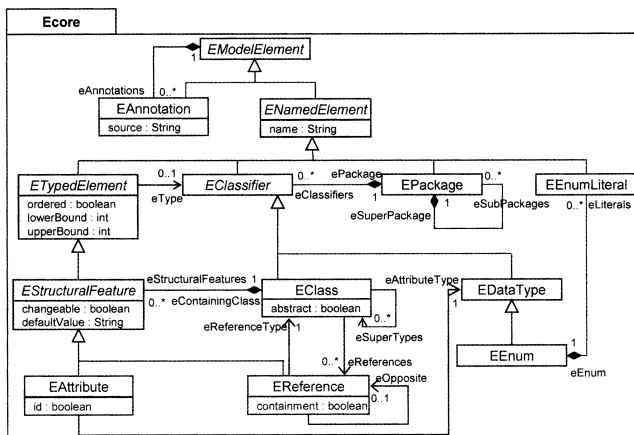 Ecore
EModelElement
1
eAnnotations
0..*
EAnnotation
source : String
ENamedElement
name : String
ETypedElement
ordered : boolean
lowerBound : int
upperBound : int
0..1
eType
EClassifier
0..*
eClassifiers
ePackage
1
EPackage
eSuperPackage
1
0..*
eSubPackages
EEnumLiteral
0..*
eLiterals
EStructuralFeature
changeable : boolean
defaultValue : String
eStructuralFeatures
1
0..*
eContainingClass
EClass
abstract : boolean
0..*
eSuperTypes
eAttributeType
1
EDataType
eReferenceType
1
0..*
eReferences
EEnum
1
eEnum
EAttribute
id : boolean
EReference
containment : boolean
eOpposite
0..1